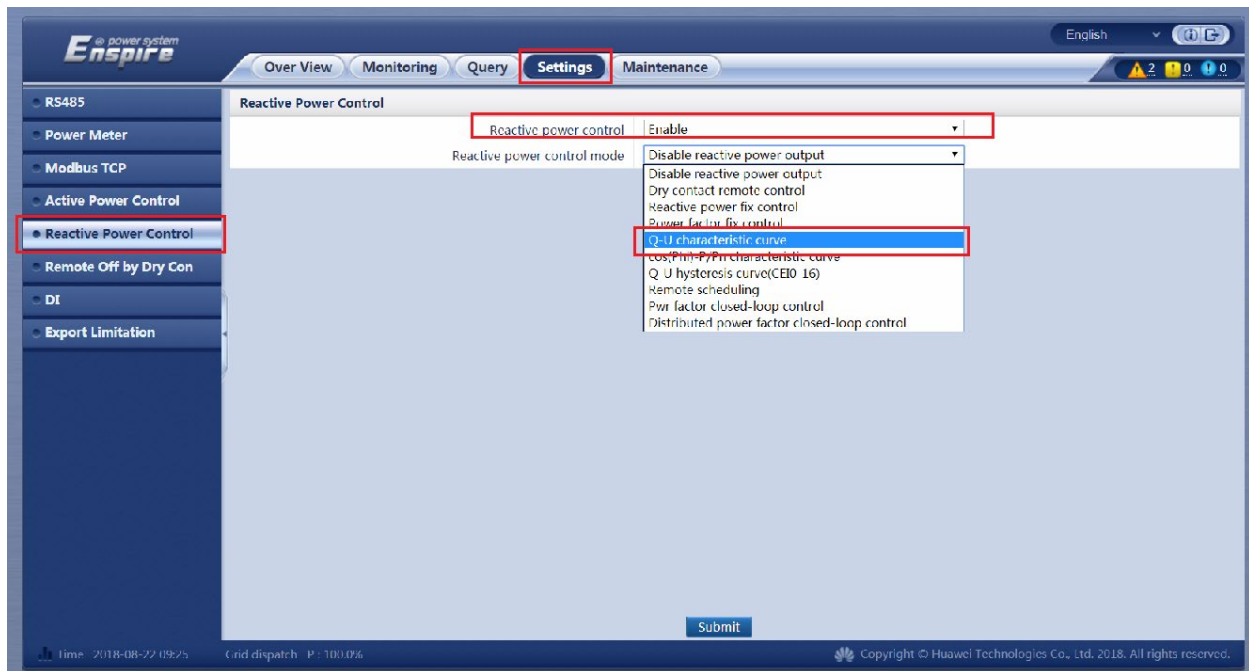 Enspire
power system
English
Over View Monitoring Query Settings Maintenance
2 0 0
RS485
Power Meter
Modbus TCP
Active Power Control
Reactive Power Control
Remote Off by Dry Con
DI
Export Limitation
Reactive Power Control
Reactive power control Enable
Reactive power control mode Disable reactive power output
Disable reactive power output
Dry contact remote control
Reactive power fix control
Power factor fix control
Q-U characteristic curve
cos(Phi)-P/Pn characteristic curve
Q-U hysteresis curve(CEI0-16)
Remote scheduling
Pwr factor closed-loop control
Distributed power factor closed-loop control
Submit
Time 2018-08-22 09:25 Grid dispatch P : 100.0% Copyright © Huawei Technologies Co., Ltd. 2018. All rights reserved.